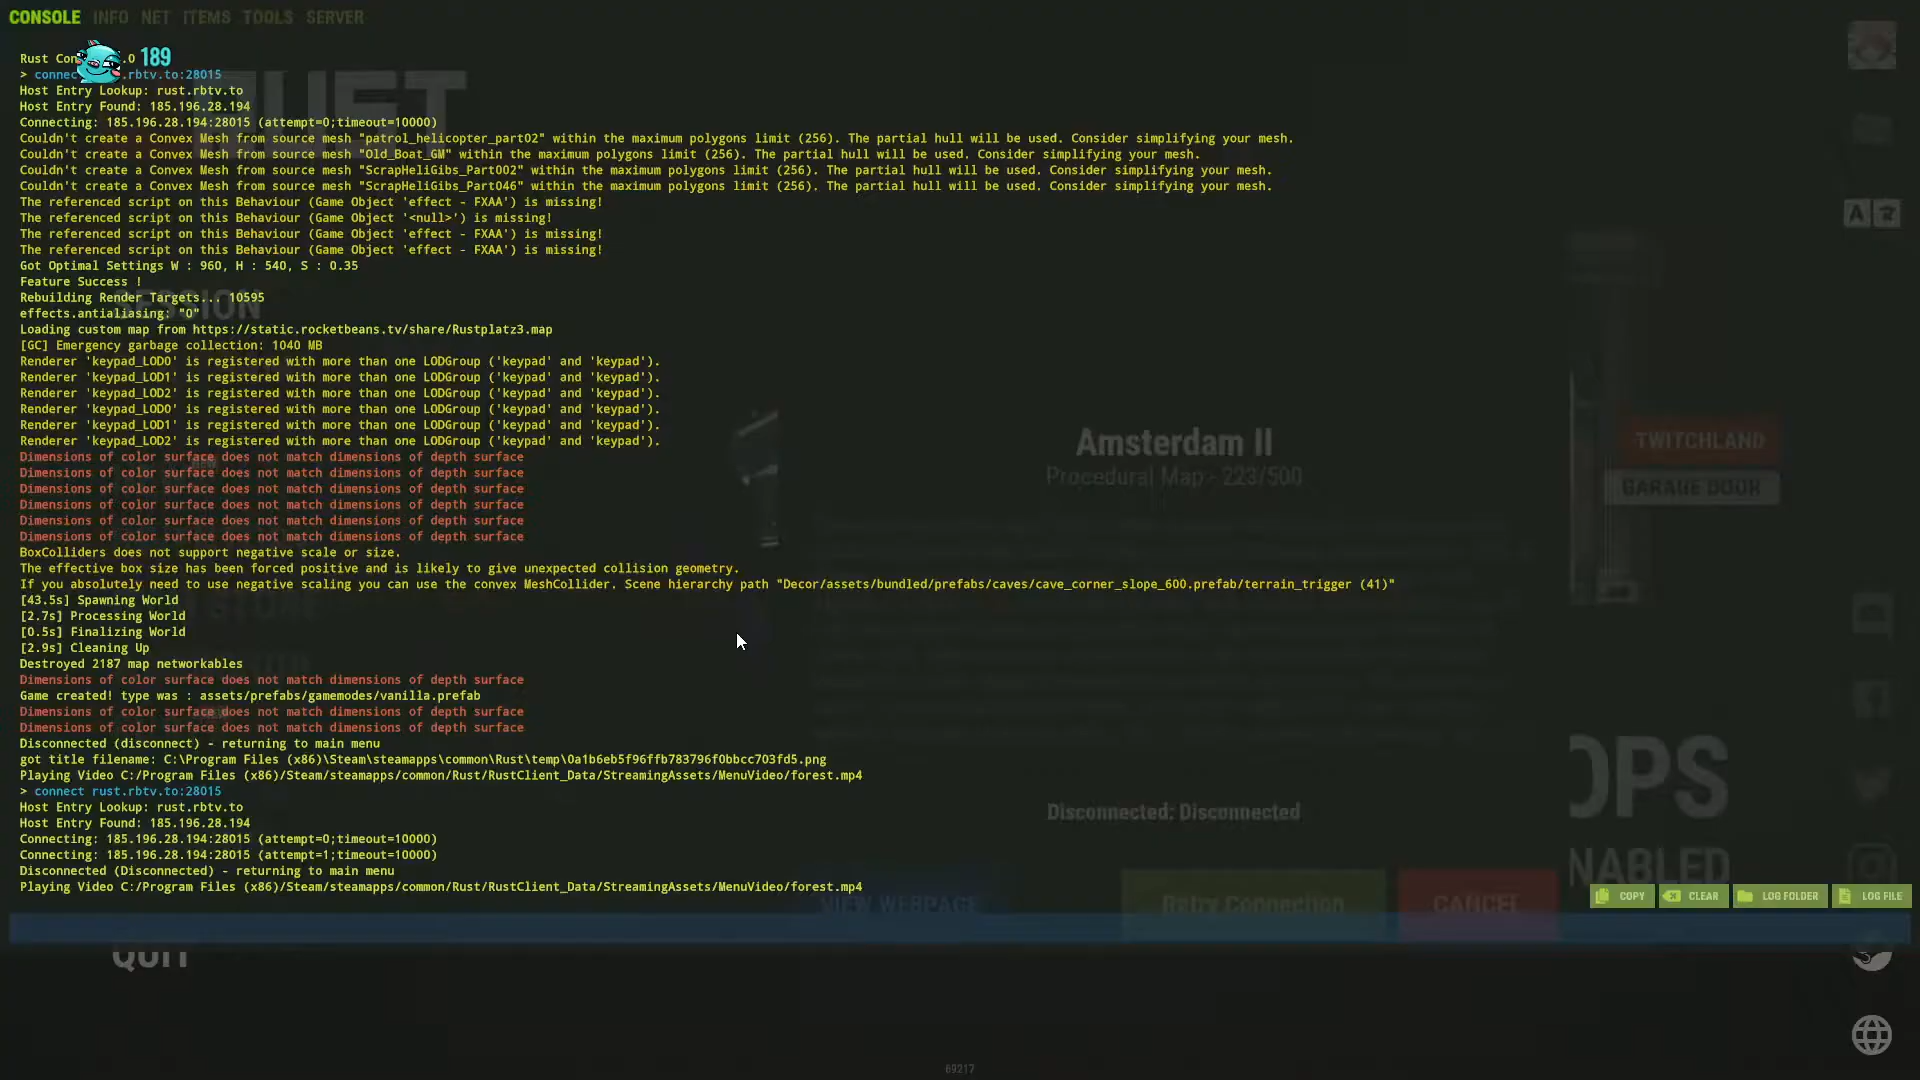 CONSOLE INFO NET ITEMS TOOLS SERVER
Rust Con .0 189
> connec .rbtv.to:28015
Host Entry Lookup: rust.rbtv.to
Host Entry Found: 185.196.28.194
Connecting: 185.196.28.194:28015 (attempt=0;timeout=10000)
Couldn't create a Convex Mesh from source mesh "patrol_helicopter_part02" within the maximum polygons limit (256). The partial hull will be used. Consider simplifying your mesh.
Couldn't create a Convex Mesh from source mesh "Old_Boat_GM" within the maximum polygons limit (256). The partial hull will be used. Consider simplifying your mesh.
Couldn't create a Convex Mesh from source mesh "ScrapHeliGibs_Part002" within the maximum polygons limit (256). The partial hull will be used. Consider simplifying your mesh.
Couldn't create a Convex Mesh from source mesh "ScrapHeliGibs_Part046" within the maximum polygons limit (256). The partial hull will be used. Consider simplifying your mesh.
The referenced script on this Behaviour (Game Object 'effect - FXAA') is missing!
The referenced script on this Behaviour (Game Object '<null>') is missing!
The referenced script on this Behaviour (Game Object 'effect - FXAA') is missing!
The referenced script on this Behaviour (Game Object 'effect - FXAA') is missing!
Got Optimal Settings W : 960, H : 540, S : 0.35
Feature Success !
Rebuilding Render Targets... 10595
SESSION
effects.antialiasing: "0"
Loading custom map from https://static.rocketbeans.tv/share/Rustplatz3.map
[GC] Emergency garbage collection: 1040 MB
Renderer 'keypad_LOD0' is registered with more than one LODGroup ('keypad' and 'keypad').
Renderer 'keypad_LOD1' is registered with more than one LODGroup ('keypad' and 'keypad').
Renderer 'keypad_LOD2' is registered with more than one LODGroup ('keypad' and 'keypad').
Renderer 'keypad_LOD0' is registered with more than one LODGroup ('keypad' and 'keypad').
Renderer 'keypad_LOD1' is registered with more than one LODGroup ('keypad' and 'keypad').
Renderer 'keypad_LOD2' is registered with more than one LODGroup ('keypad' and 'keypad').
Amsterdam II
Procedural Map - 223/500
TWITCHLAND
GARAGE DOOR
Dimensions of color surface does not match dimensions of depth surface
Dimensions of color surface does not match dimensions of depth surface
Dimensions of color surface does not match dimensions of depth surface
Dimensions of color surface does not match dimensions of depth surface
Dimensions of color surface does not match dimensions of depth surface
Dimensions of color surface does not match dimensions of depth surface
BoxColliders does not support negative scale or size.
The effective box size has been forced positive and is likely to give unexpected collision geometry.
If you absolutely need to use negative scaling you can use the convex MeshCollider. Scene hierarchy path "Decor/assets/bundled/prefabs/caves/cave_corner_slope_600.prefab/terrain_trigger (41)"
[43.5s] Spawning World
[2.7s] Processing World
[0.5s] Finalizing World
[2.9s] Cleaning Up
Destroyed 2187 map networkables
Dimensions of color surface does not match dimensions of depth surface
Game created! type was : assets/prefabs/gamemodes/vanilla.prefab
Dimensions of color surface does not match dimensions of depth surface
Dimensions of color surface does not match dimensions of depth surface
Disconnected (disconnect) - returning to main menu
got title filename: C:\Program Files (x86)\Steam\steamapps\common\Rust\temp\0a1b6eb5f96ffb783796f0bbcc703fd5.png
Playing Video C:/Program Files (x86)/Steam/steamapps/common/Rust/RustClient_Data/StreamingAssets/MenuVideo/forest.mp4
> connect rust.rbtv.to:28015
Host Entry Lookup: rust.rbtv.to
Host Entry Found: 185.196.28.194
Connecting: 185.196.28.194:28015 (attempt=0;timeout=10000)
Connecting: 185.196.28.194:28015 (attempt=1;timeout=10000)
Disconnected (Disconnected) - returning to main menu
Playing Video C:/Program Files (x86)/Steam/steamapps/common/Rust/RustClient_Data/StreamingAssets/MenuVideo/forest.mp4
Disconnected: Disconnected
OPS
NABLED
VIEW WEBPAGE Retry Connection CANCEL
COPY CLEAR LOG FOLDER LOG FILE
QUIT
69217